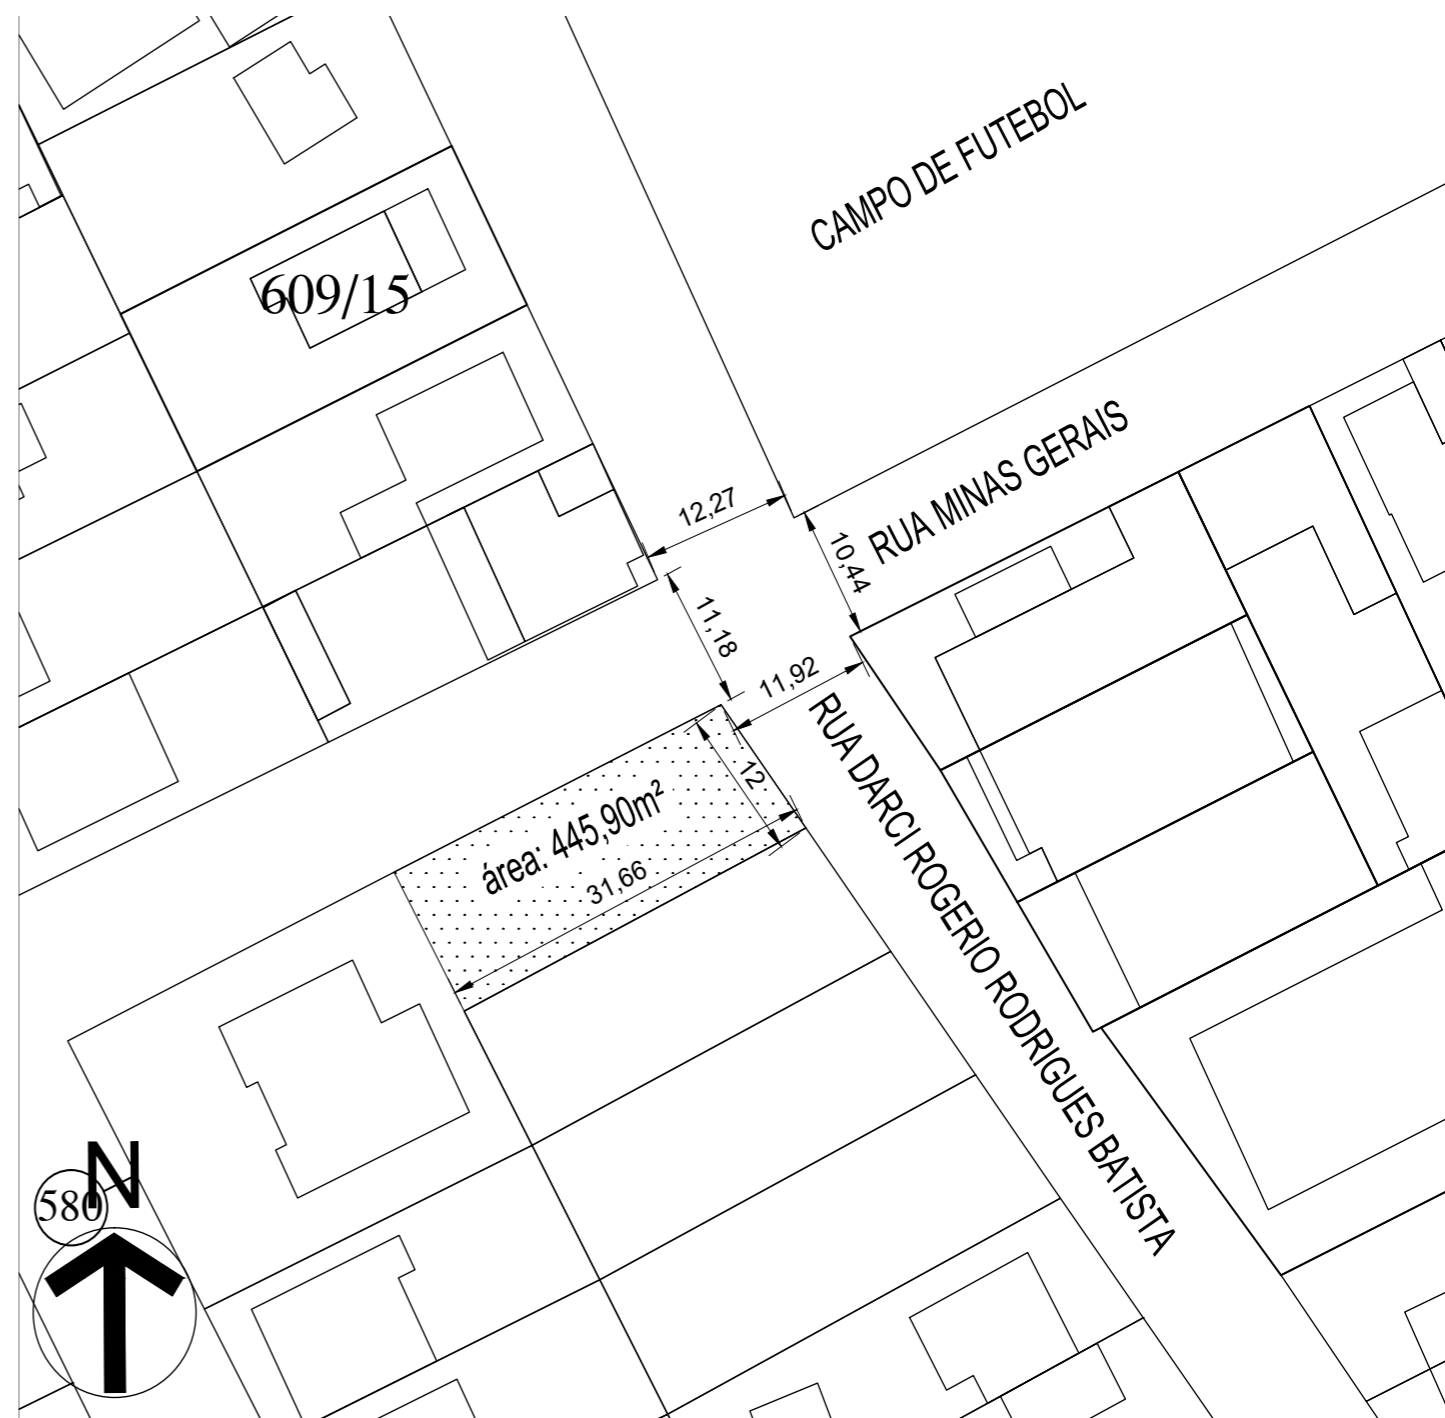 CAMPO DE FUTEBOL
609/15
RUA MINAS GERAIS
12,27
10,44
11,18
11,92
RUA DARCI ROGERIO RODRIGUES BATISTA
12
área: 445,90m²
31,66
N
580